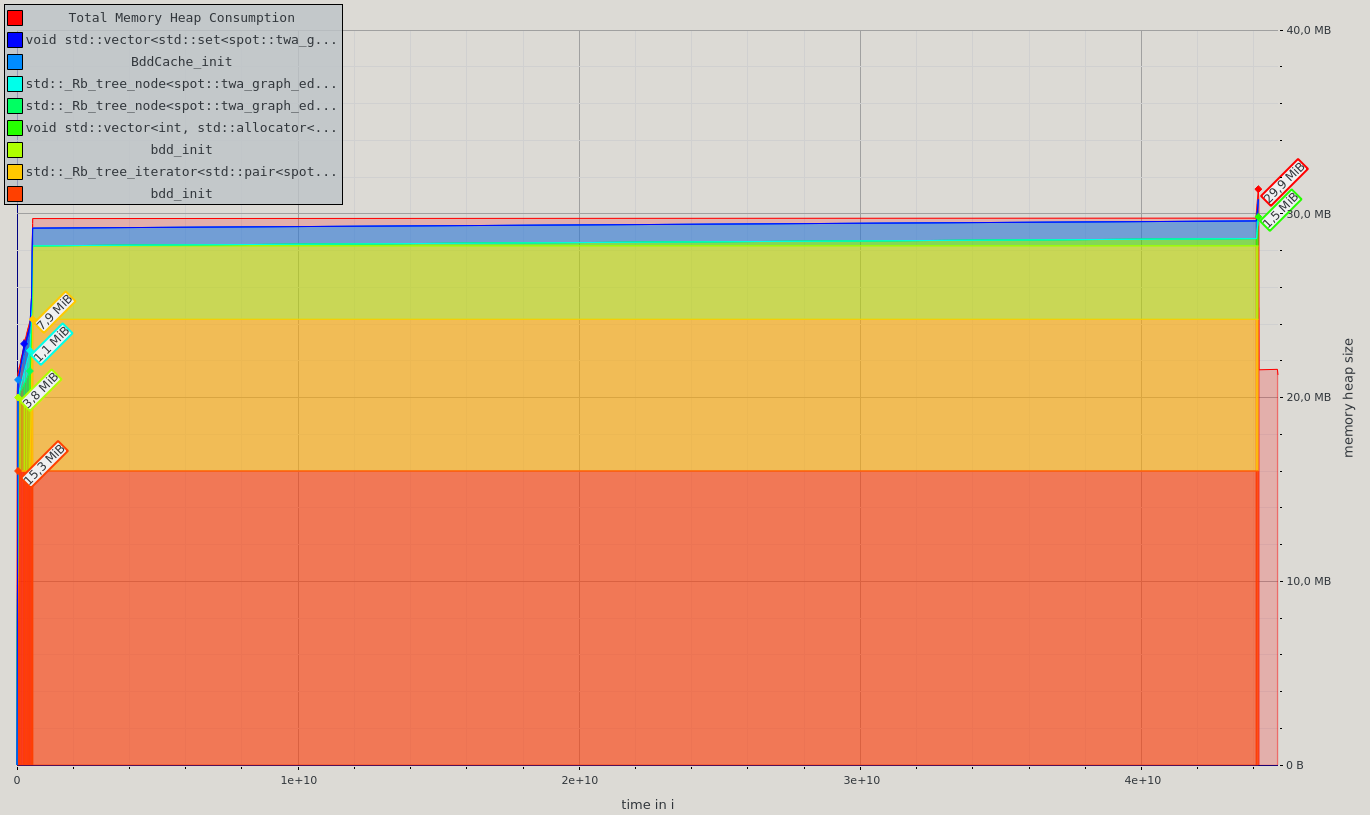 Total Memory Heap Consumption
void std::vector<std::set<spot::twa_g...
BddCache_init
std::_Rb_tree_node<spot::twa_graph_ed...
std::_Rb_tree_node<spot::twa_graph_ed...
void std::vector<int, std::allocator<...
bdd_init
std::_Rb_tree_iterator<std::pair<spot...
bdd_init
40,0 MB
29,9 MiB
1,5 MiB
30,0 MB
7,9 MiB
1,1 MiB
3,8 MiB
20,0 MB
15,3 MiB
10,0 MB
0 B
memory heap size
0
1e+10
2e+10
3e+10
4e+10
time in i